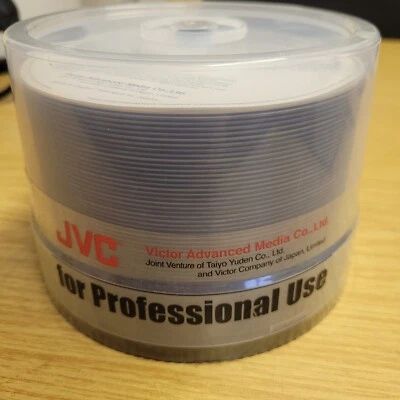 JVC
Victor Advanced Media Co., Ltd.
Joint Venture of Taiyo Yuden Co., Ltd.
and Victor Company of Japan, Limited.
for Professional Use